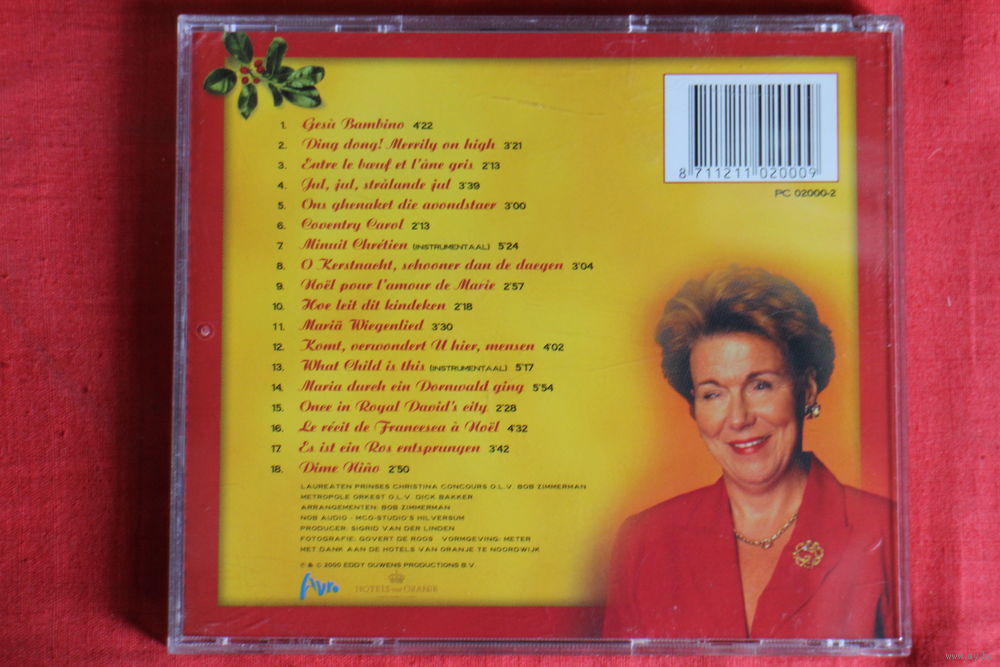 1. Gesù Bambino 4'22
2. Ding dong! Merrily on high 3'21
3. Entre le bœuf et l'âne gris 2'13
4. Jul, jul, strålande jul 3'39
5. Ons ghenaket die avondstaer 3'00
6. Coventry Carol 2'13
7. Minuit Chrétien (INSTRUMENTAAL) 5'24
8. O Kerstnacht, schooner dan de daegen 3'04
9. Noël pour l'amour de Marie 2'57
10. Hoe leit dit kindeken 2'18
11. Mariä Wiegenlied 3'30
12. Komt, verwondert U hier, mensen 4'02
13. What Child is this (INSTRUMENTAAL) 5'17
14. Maria durch ein Dornwald ging 5'54
15. Once in Royal David's city 2'28
16. Le récit de Francesca à Noël 4'32
17. Es ist ein Ros entsprungen 3'42
18. Dime Niño 2'50
LAUREATEN PRINSES CHRISTINA CONCOURS O.L.V. BOB ZIMMERMAN
METROPOLE ORKEST O.L.V. DICK BAKKER
ARRANGEMENTEN: BOB ZIMMERMAN
NOB AUDIO - MCO-STUDIO'S HILVERSUM
PRODUCER: SIGRID VAN DER LINDEN
FOTOGRAFIE: GOVERT DE ROOS VORMGEVING: METER
MET DANK AAN DE HOTELS VAN ORANJE TE NOORDWIJK
℗ & © 2000 EDDY OUWENS PRODUCTIONS B.V.
Avro
HOTELS VAN ORANJE
8 711211 020009
PC 02000-2